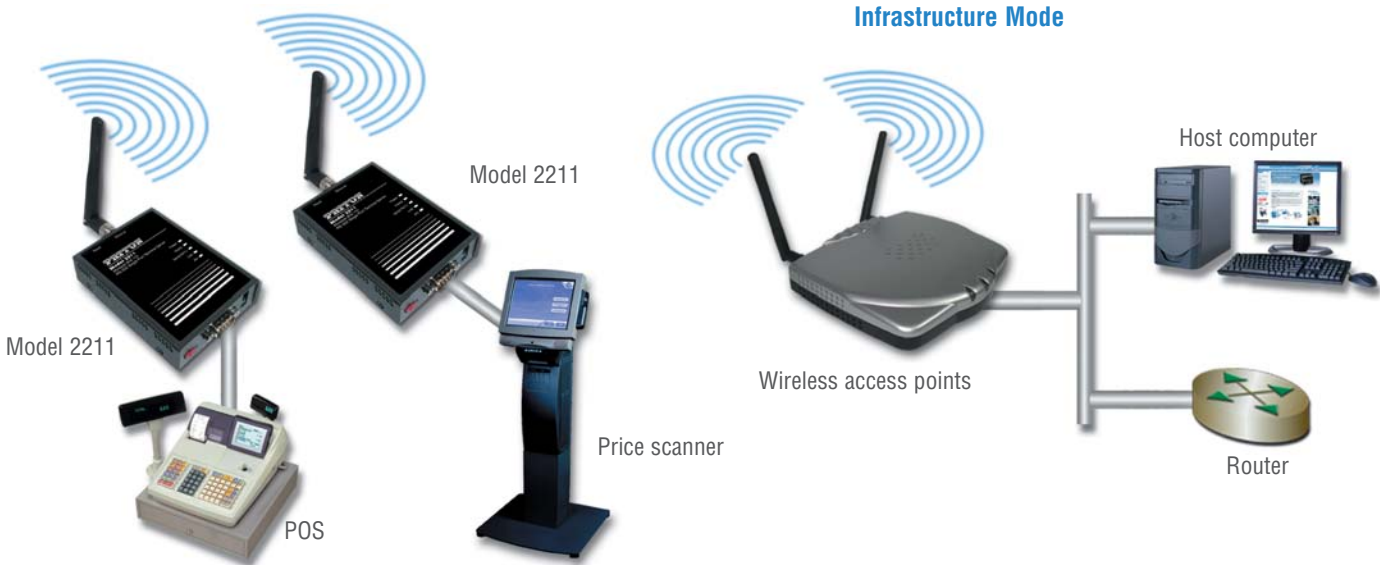 Infrastructure Mode
Model 2211
Host computer
Model 2211
Wireless access points
Price scanner
Router
POS